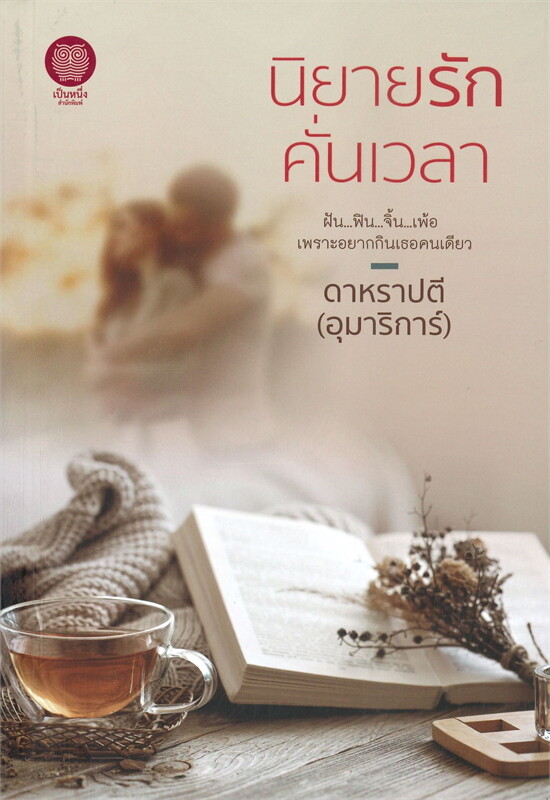 เป็นหนึ่ง
สำนักพิมพ์
นิยายรัก
คั่นเวลา
ฝัน...ฟิน...จิ้น...เพ้อ
เพราะอยากกินเธอคนเดียว
ดาหราปตี
(อุมาริการ์)